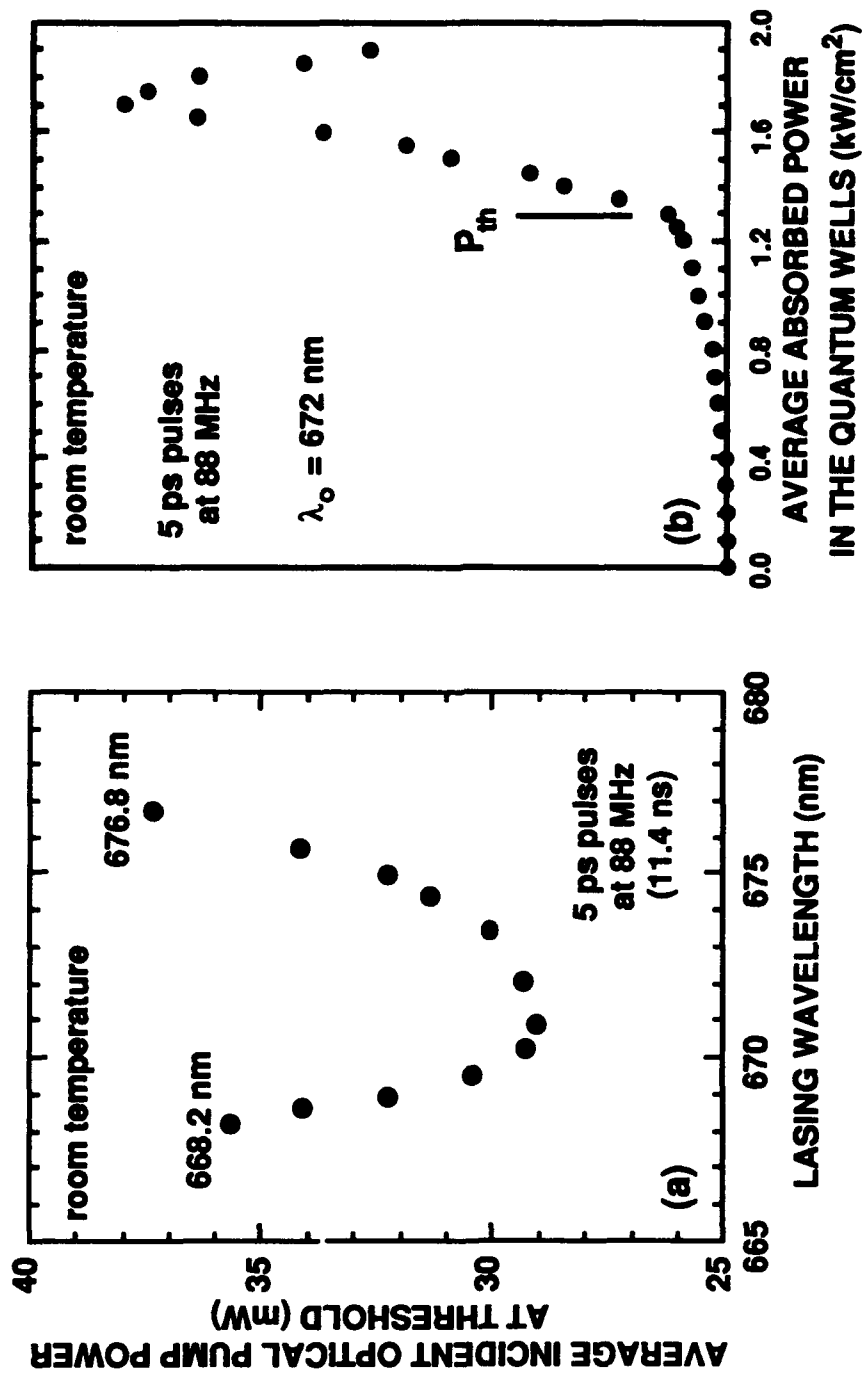 AVERAGE INCIDENT OPTICAL PUMP POWER
AT THRESHOLD (mW)
40
35
30
25
room temperature
668.2 nm
676.8 nm
5 ps pulses
at 88 MHz
(11.4 ns)
(a)
665
670
675
680
LASING WAVELENGTH (nm)
room temperature
5 ps pulses
at 88 MHz
λo = 672 nm
Pth
(b)
0.0
0.4
0.8
1.2
1.6
2.0
AVERAGE ABSORBED POWER
IN THE QUANTUM WELLS (kW/cm²)